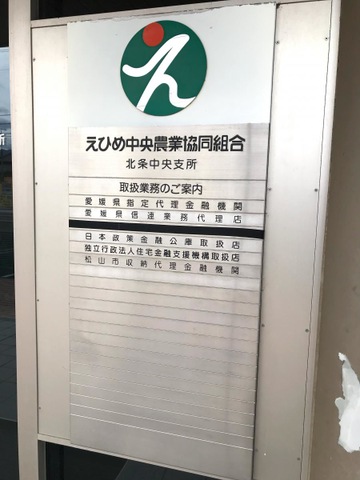 えひめ中央農業協同組合
北条中央支所
取扱業務のご案内
愛媛県指定代理金融機関
愛媛県信連業務代理店
日本政策金融公庫取扱店
独立行政法人住宅金融支援機構取扱店
松山市収納代理金融機関
所